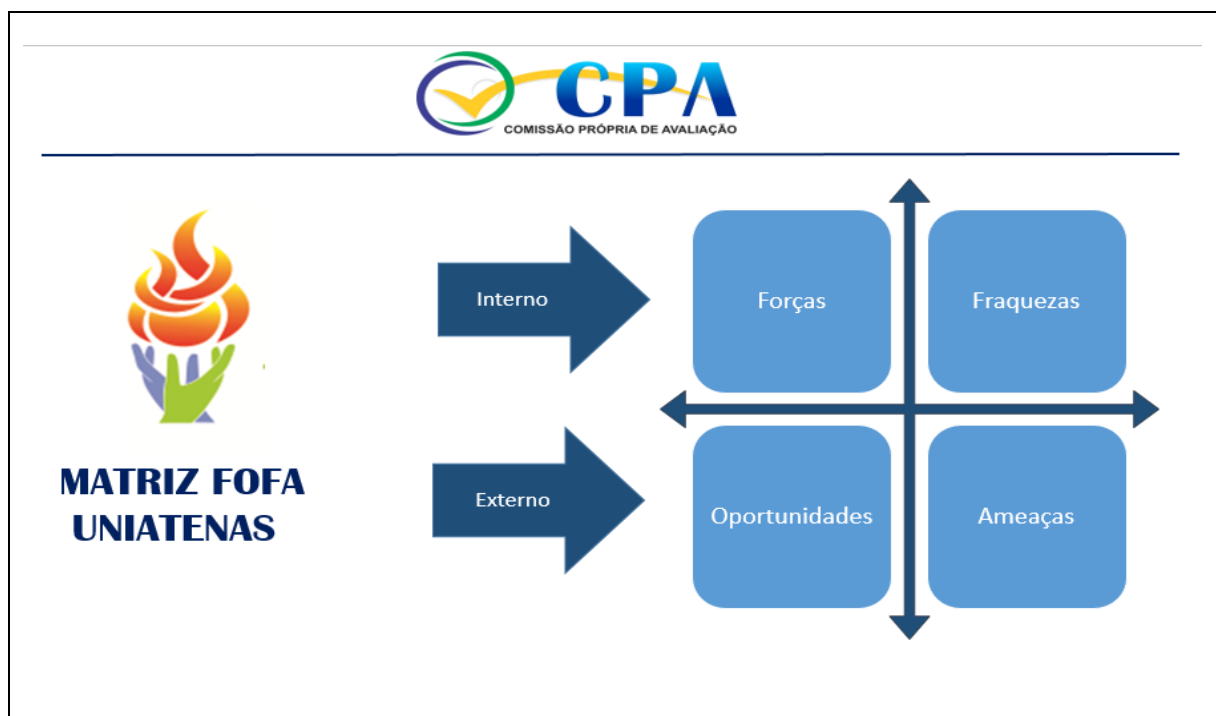 CPA
COMISSÃO PRÓPRIA DE AVALIAÇÃO
MATRIZ FOFA
UNIATENAS
Interno
Forças
Fraquezas
Externo
Oportunidades
Ameaças